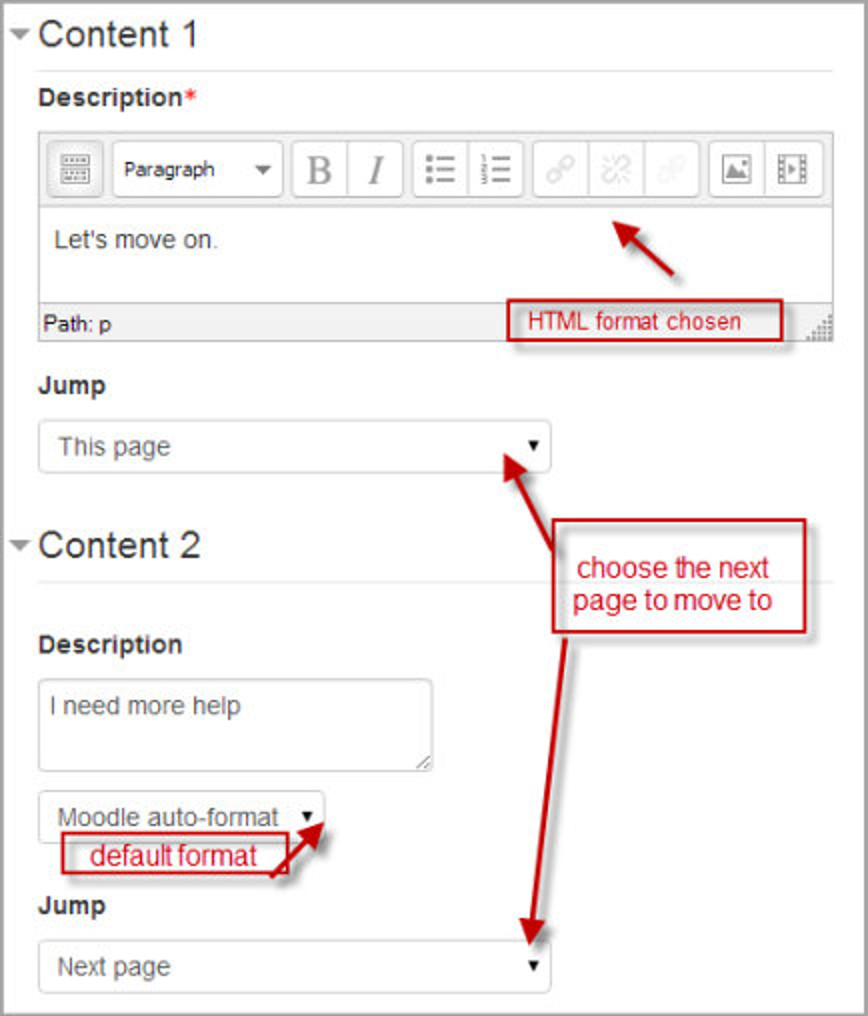 Content 1
Description*
Paragraph B I
Let's move on.
HTML format chosen
Path: p
Jump
This page
Content 2
choose the next
page to move to
Description
I need more help
Moodle auto-format
default format
Jump
Next page